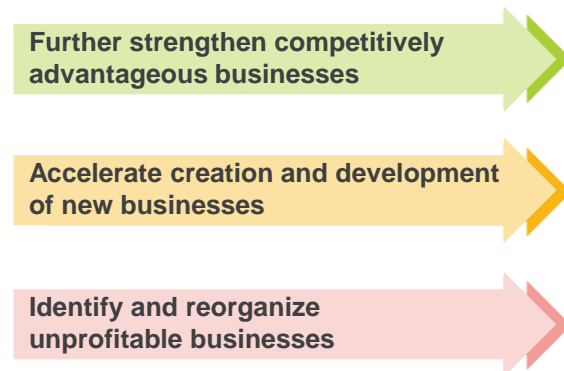 Further strengthen competitively
advantageous businesses
Accelerate creation and development
of new businesses
Identify and reorganize
unprofitable businesses